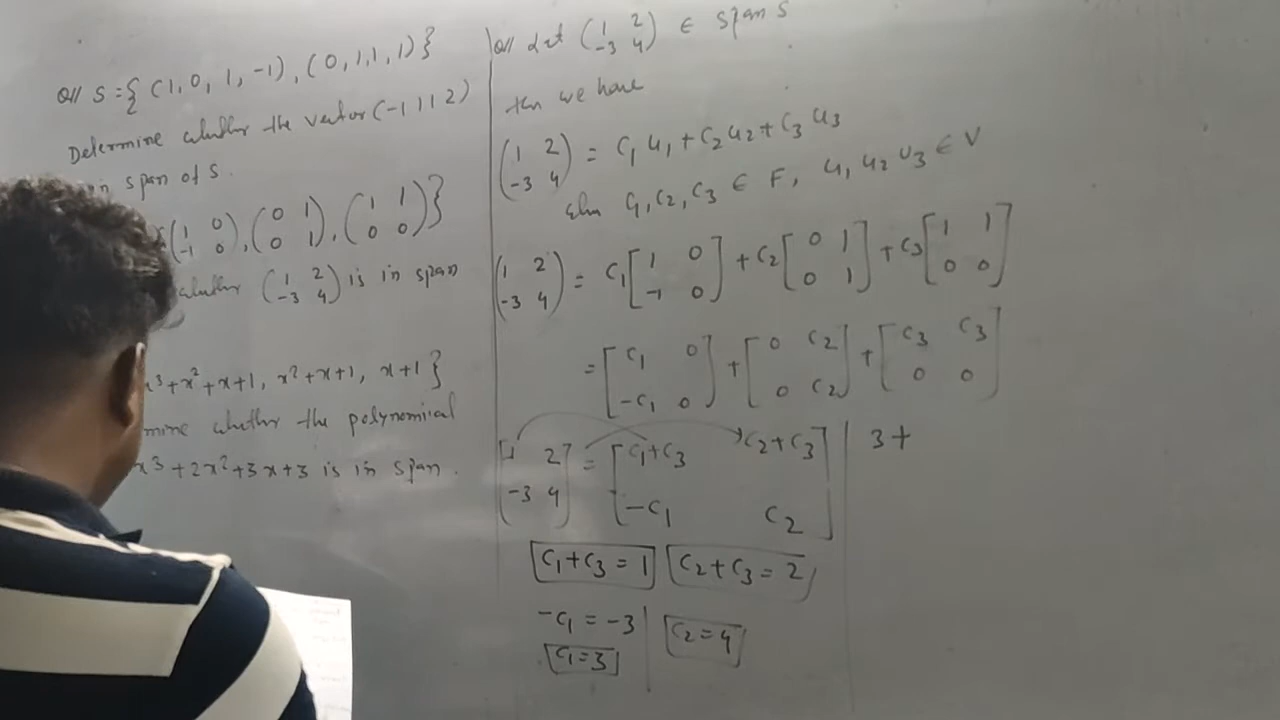 Q// S = { (1, 0, 1, -1), (0, 1, 1, 1) }
Determine whether the vector (-1 1 1 2)
in span of S.
(1 0 -1 0), (0 1 0 1), (1 1 0 0) }
whether (1 2 -3 4) is in span
x³+x²+x+1, x²+x+1, x+1 }
mine whether the polynomical
x³+2x²+3x+3 is in span.
Q// Let (1 2 -3 4) ∈ span S
then we have
(1 2 -3 4) = C₁ u₁ + C₂ u₂ + C₃ u₃
C₁, C₂, C₃ ∈ F, u₁ u₂ u₃ ∈ V
(1 2 -3 4) = C₁ [1 0 -1 0] + C₂ [0 1 0 1] + C₃ [1 1 0 0]
= [C₁ 0 -C₁ 0] + [0 C₂ 0 C₂] + [C₃ C₃ 0 0]
[1 2 -3 4] = [C₁+C₃ C₂+C₃ -C₁ C₂]
C₁+C₃ = 1 C₂+C₃ = 2
-C₁ = -3
C₁=3
C₂=4
3+